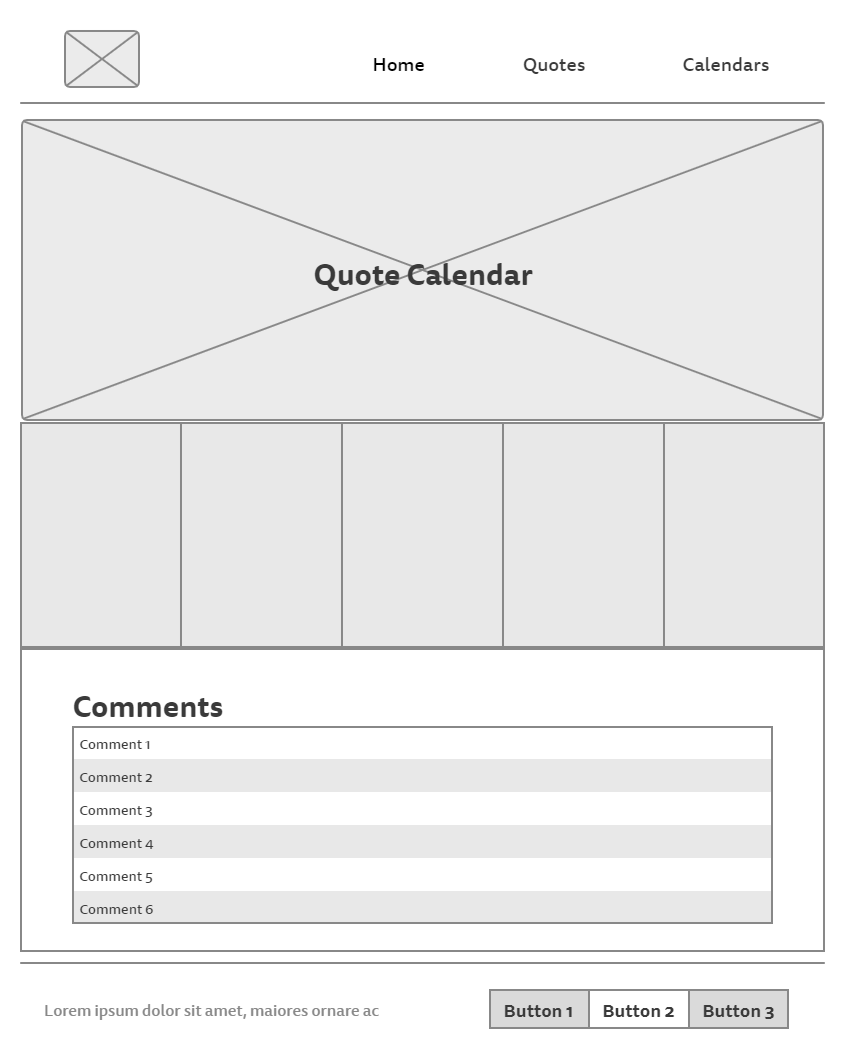 Home Quotes Calendars
Quote Calendar
Comments
Comment 1
Comment 2
Comment 3
Comment 4
Comment 5
Comment 6
Lorem ipsum dolor sit amet, maiores ornare ac
Button 1 Button 2 Button 3